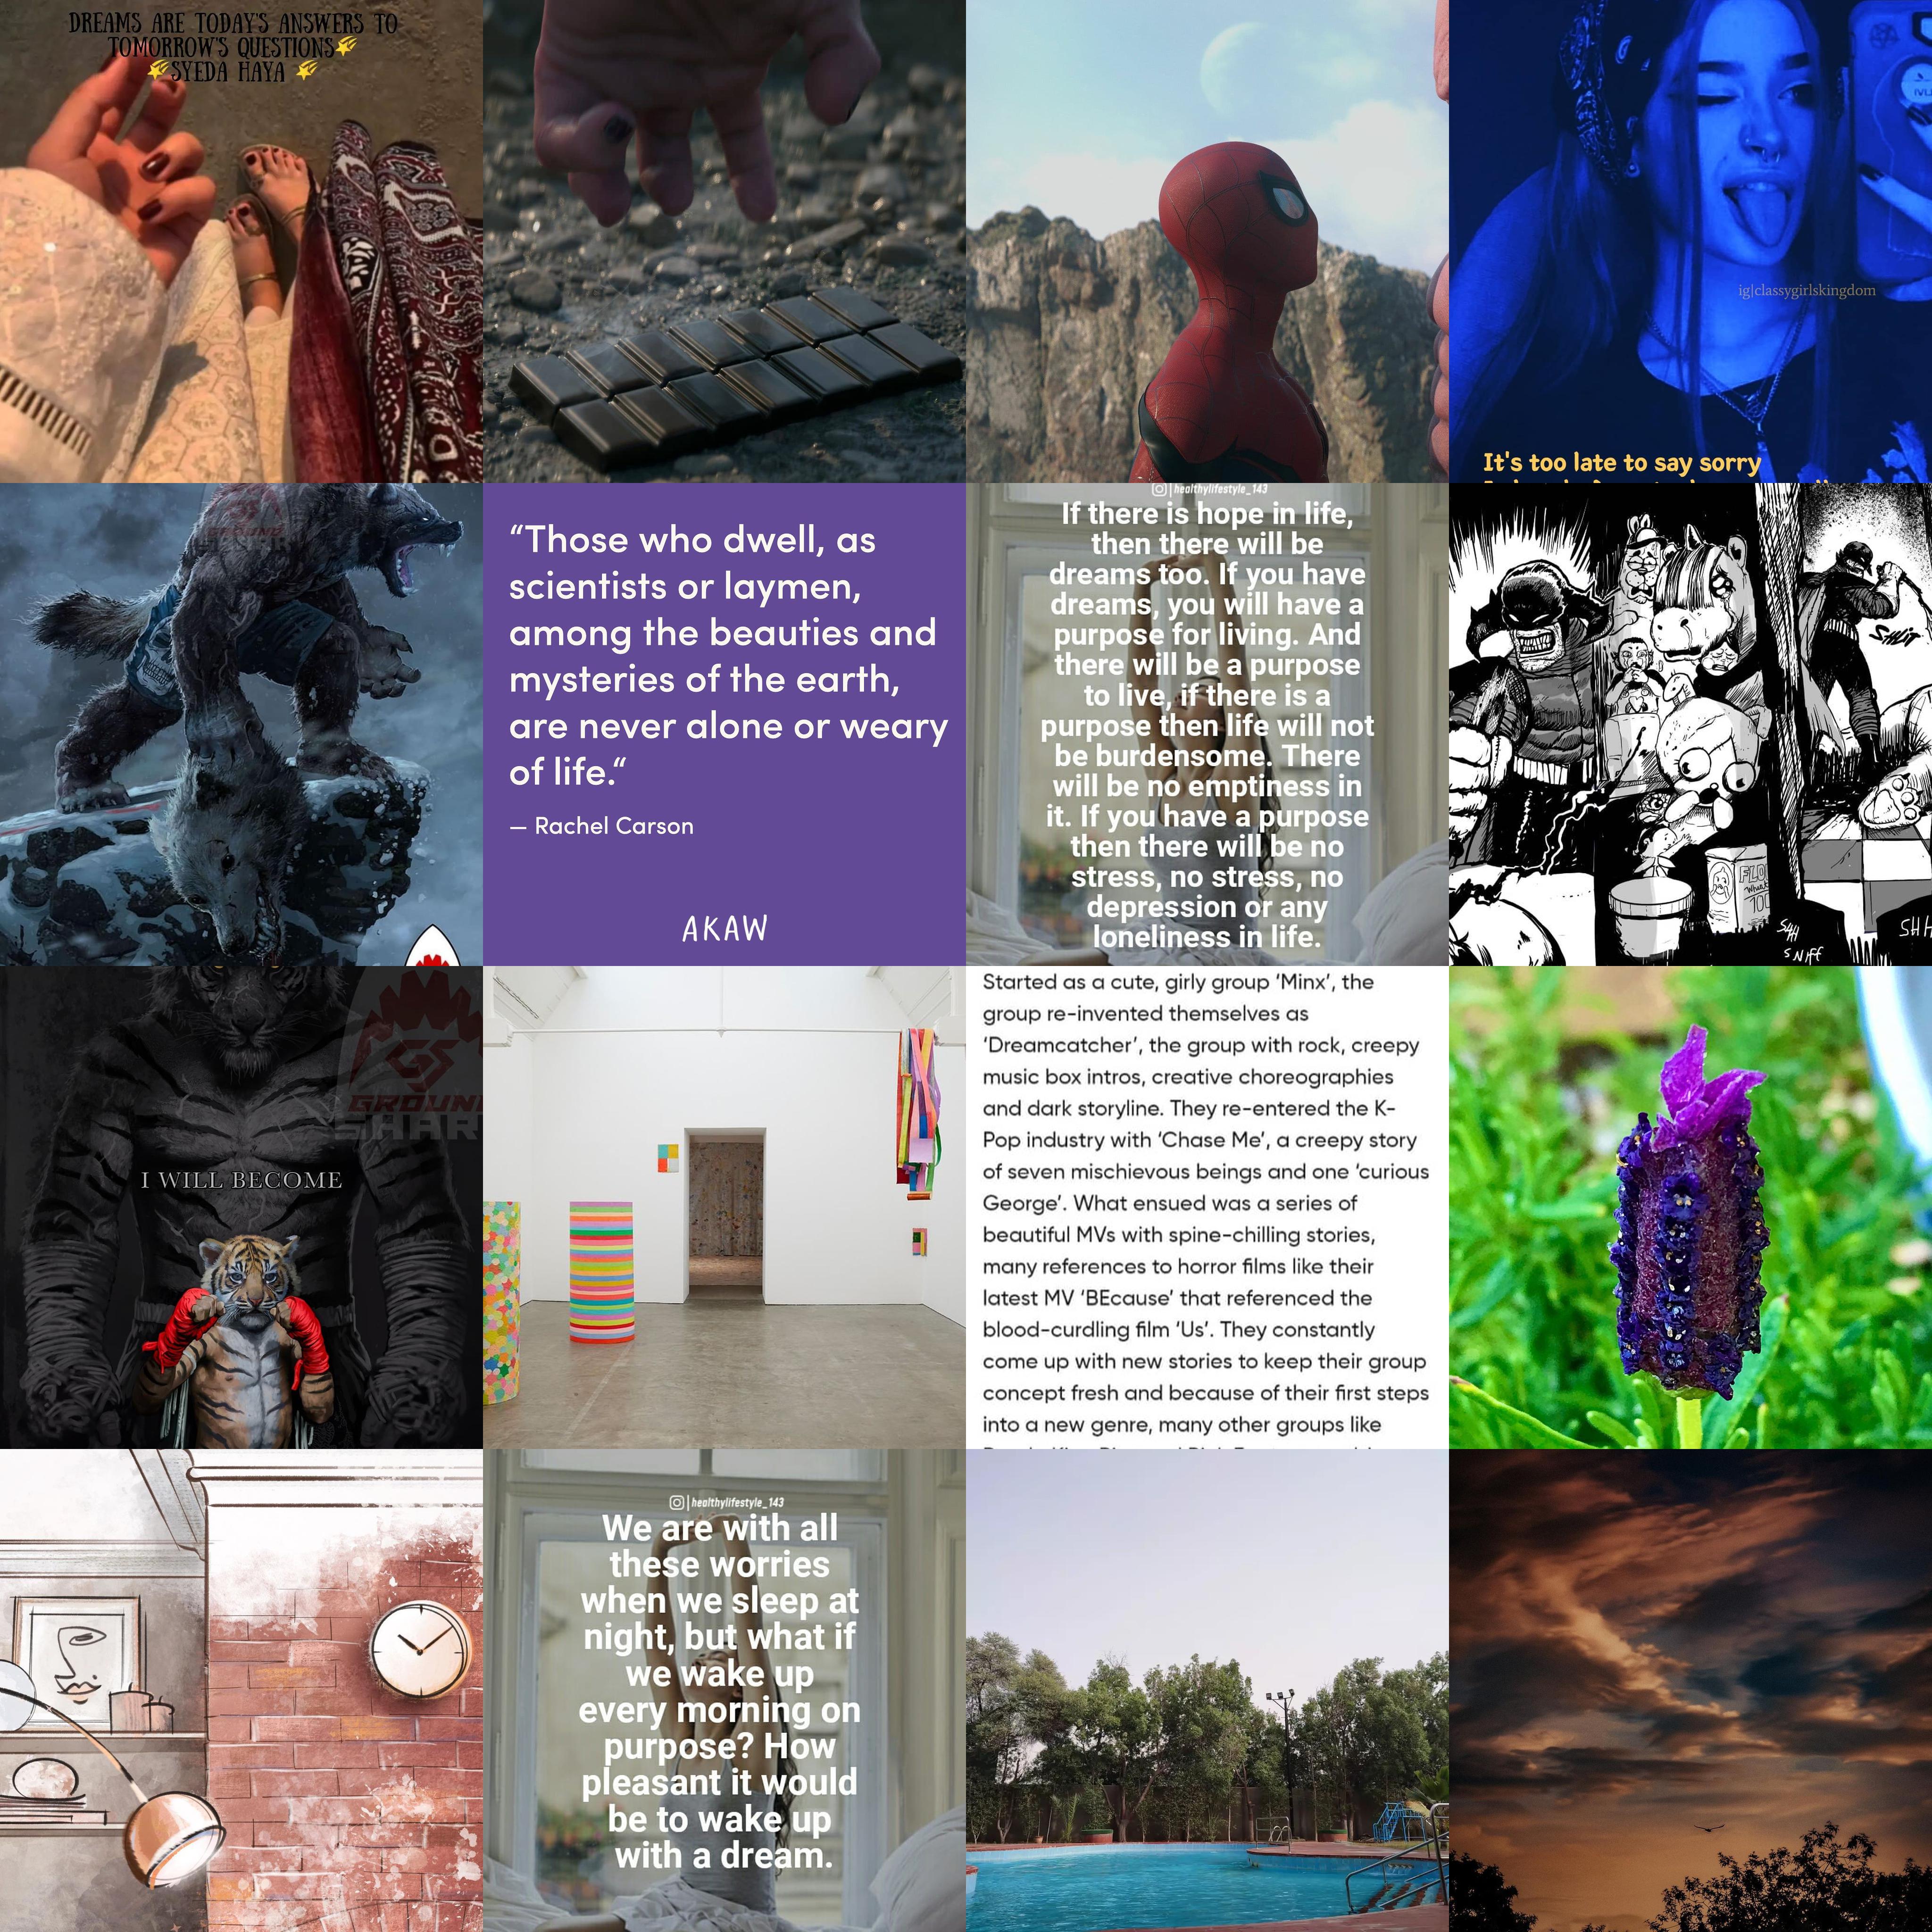 DREAMS ARE TODAY'S ANSWERS TO
TOMORROW'S QUESTIONS
SYEDA HAYA
ig|classygirlskingdom
It's too late to say sorry
GROUND
“Those who dwell, as
scientists or laymen,
among the beauties and
mysteries of the earth,
are never alone or weary
of life.“
— Rachel Carson
AKAW
healthylifestyle_143
If there is hope in life,
then there will be
dreams too. If you have
dreams, you will have a
purpose for living. And
there will be a purpose
to live, if there is a
purpose then life will not
be burdensome. There
will be no emptiness in
it. If you have a purpose
then there will be no
stress, no stress, no
depression or any
loneliness in life.
SNIFF
GS
GROUND
SHAR
I WILL BECOME
Started as a cute, girly group ‘Minx’, the
group re-invented themselves as
‘Dreamcatcher’, the group with rock, creepy
music box intros, creative choreographies
and dark storyline. They re-entered the K-
Pop industry with ‘Chase Me’, a creepy story
of seven mischievous beings and one ‘curious
George’. What ensued was a series of
beautiful MVs with spine-chilling stories,
many references to horror films like their
latest MV ‘BEcause’ that referenced the
blood-curdling film ‘Us’. They constantly
come up with new stories to keep their group
concept fresh and because of their first steps
into a new genre, many other groups like
healthylifestyle_143
We are with all
these worries
when we sleep at
night, but what if
we wake up
every morning on
purpose? How
pleasant it would
be to wake up
with a dream.